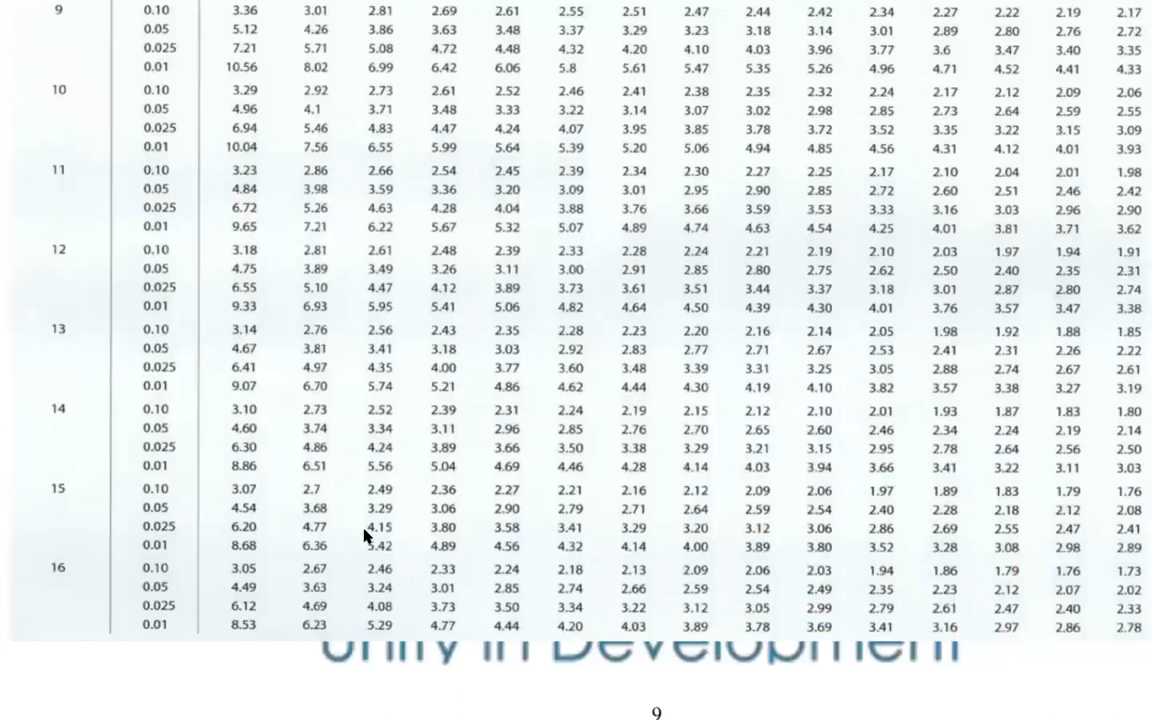 9 0.10 3.36 3.01 2.81 2.69 2.61 2.55 2.51 2.47 2.44 2.42 2.34 2.27 2.22 2.19 2.17
0.05 5.12 4.26 3.86 3.63 3.48 3.37 3.29 3.23 3.18 3.14 3.01 2.89 2.80 2.76 2.72
0.025 7.21 5.71 5.08 4.72 4.48 4.32 4.20 4.10 4.03 3.96 3.77 3.6 3.47 3.40 3.35
0.01 10.56 8.02 6.99 6.42 6.06 5.8 5.61 5.47 5.35 5.26 4.96 4.71 4.52 4.41 4.33
10 0.10 3.29 2.92 2.73 2.61 2.52 2.46 2.41 2.38 2.35 2.32 2.24 2.17 2.12 2.09 2.06
0.05 4.96 4.1 3.71 3.48 3.33 3.22 3.14 3.07 3.02 2.98 2.85 2.73 2.64 2.59 2.55
0.025 6.94 5.46 4.83 4.47 4.24 4.07 3.95 3.85 3.78 3.72 3.52 3.35 3.22 3.15 3.09
0.01 10.04 7.56 6.55 5.99 5.64 5.39 5.20 5.06 4.94 4.85 4.56 4.31 4.12 4.01 3.93
11 0.10 3.23 2.86 2.66 2.54 2.45 2.39 2.34 2.30 2.27 2.25 2.17 2.10 2.04 2.01 1.98
0.05 4.84 3.98 3.59 3.36 3.20 3.09 3.01 2.95 2.90 2.85 2.72 2.60 2.51 2.46 2.42
0.025 6.72 5.26 4.63 4.28 4.04 3.88 3.76 3.66 3.59 3.53 3.33 3.16 3.03 2.96 2.90
0.01 9.65 7.21 6.22 5.67 5.32 5.07 4.89 4.74 4.63 4.54 4.25 4.01 3.81 3.71 3.62
12 0.10 3.18 2.81 2.61 2.48 2.39 2.33 2.28 2.24 2.21 2.19 2.10 2.03 1.97 1.94 1.91
0.05 4.75 3.89 3.49 3.26 3.11 3.00 2.91 2.85 2.80 2.75 2.62 2.50 2.40 2.35 2.31
0.025 6.55 5.10 4.47 4.12 3.89 3.73 3.61 3.51 3.44 3.37 3.18 3.01 2.87 2.80 2.74
0.01 9.33 6.93 5.95 5.41 5.06 4.82 4.64 4.50 4.39 4.30 4.01 3.76 3.57 3.47 3.38
13 0.10 3.14 2.76 2.56 2.43 2.35 2.28 2.23 2.20 2.16 2.14 2.05 1.98 1.92 1.88 1.85
0.05 4.67 3.81 3.41 3.18 3.03 2.92 2.83 2.77 2.71 2.67 2.53 2.41 2.31 2.26 2.22
0.025 6.41 4.97 4.35 4.00 3.77 3.60 3.48 3.39 3.31 3.25 3.05 2.88 2.74 2.67 2.61
0.01 9.07 6.70 5.74 5.21 4.86 4.62 4.44 4.30 4.19 4.10 3.82 3.57 3.38 3.27 3.19
14 0.10 3.10 2.73 2.52 2.39 2.31 2.24 2.19 2.15 2.12 2.10 2.01 1.93 1.87 1.83 1.80
0.05 4.60 3.74 3.34 3.11 2.96 2.85 2.76 2.70 2.65 2.60 2.46 2.34 2.24 2.19 2.14
0.025 6.30 4.86 4.24 3.89 3.66 3.50 3.38 3.29 3.21 3.15 2.95 2.78 2.64 2.56 2.50
0.01 8.86 6.51 5.56 5.04 4.69 4.46 4.28 4.14 4.03 3.94 3.66 3.41 3.22 3.11 3.03
15 0.10 3.07 2.7 2.49 2.36 2.27 2.21 2.16 2.12 2.09 2.06 1.97 1.89 1.83 1.79 1.76
0.05 4.54 3.68 3.29 3.06 2.90 2.79 2.71 2.64 2.59 2.54 2.40 2.28 2.18 2.12 2.08
0.025 6.20 4.77 4.15 3.80 3.58 3.41 3.29 3.20 3.12 3.06 2.86 2.69 2.55 2.47 2.41
0.01 8.68 6.36 5.42 4.89 4.56 4.32 4.14 4.00 3.89 3.80 3.52 3.28 3.08 2.98 2.89
16 0.10 3.05 2.67 2.46 2.33 2.24 2.18 2.13 2.09 2.06 2.03 1.94 1.86 1.79 1.76 1.73
0.05 4.49 3.63 3.24 3.01 2.85 2.74 2.66 2.59 2.54 2.49 2.35 2.23 2.12 2.07 2.02
0.025 6.12 4.69 4.08 3.73 3.50 3.34 3.22 3.12 3.05 2.99 2.79 2.61 2.47 2.40 2.33
0.01 8.53 6.23 5.29 4.77 4.44 4.20 4.03 3.89 3.78 3.69 3.41 3.16 2.97 2.86 2.78
Unity in Development
9